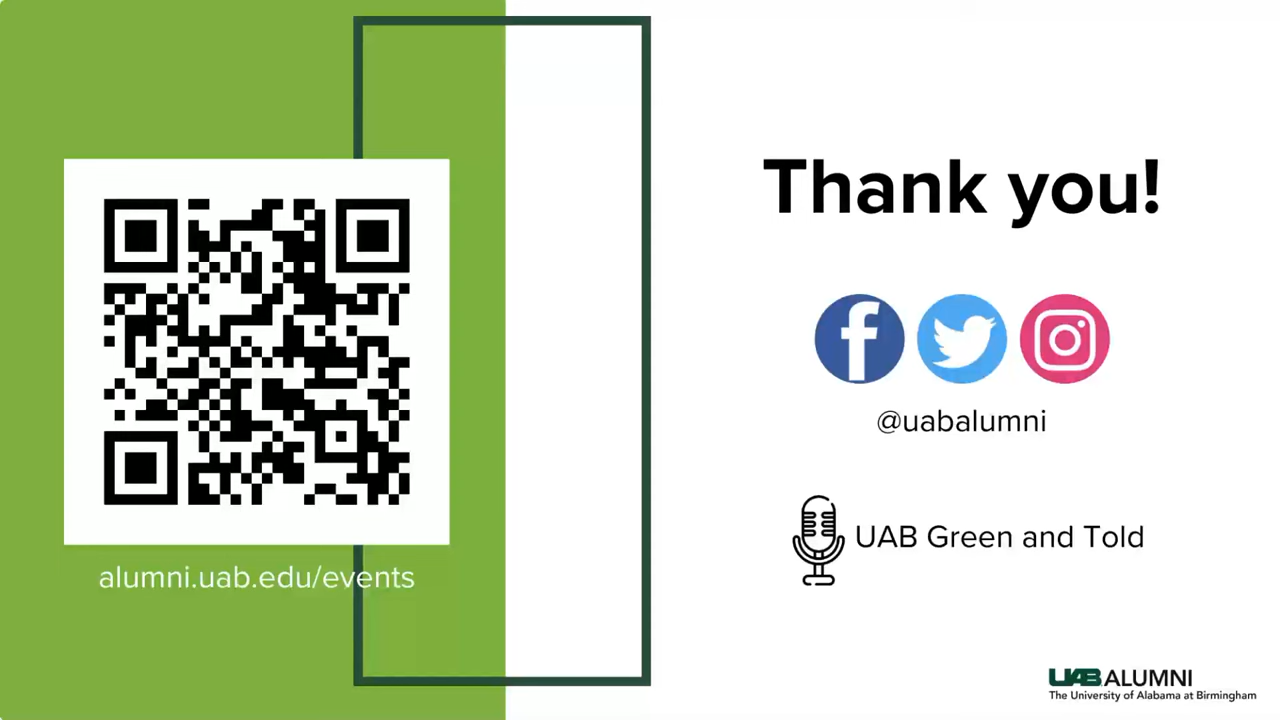 Thank you!
@uabalumni
UAB Green and Told
alumni.uab.edu/events
UAB ALUMNI
The University of Alabama at Birmingham